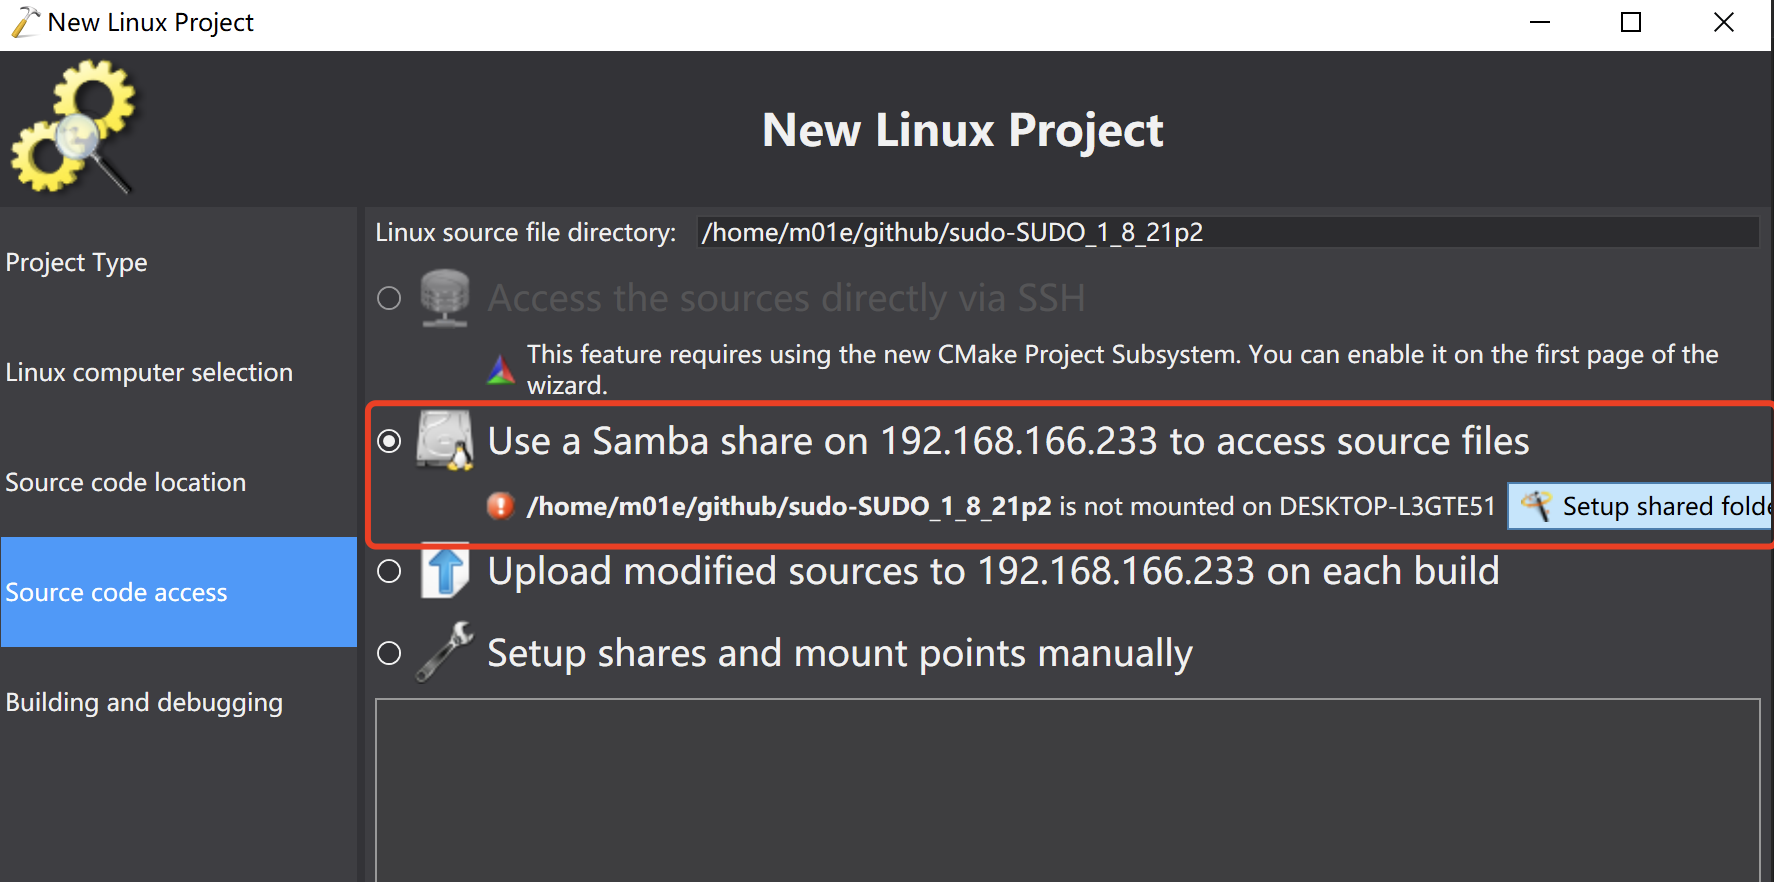 New Linux Project
New Linux Project
Project Type
Linux computer selection
Source code location
Source code access
Building and debugging
Linux source file directory: /home/m01e/github/sudo-SUDO_1_8_21p2
Access the sources directly via SSH
This feature requires using the new CMake Project Subsystem. You can enable it on the first page of the
wizard.
Use a Samba share on 192.168.166.233 to access source files
/home/m01e/github/sudo-SUDO_1_8_21p2 is not mounted on DESKTOP-L3GTE51
Setup shared folde
Upload modified sources to 192.168.166.233 on each build
Setup shares and mount points manually